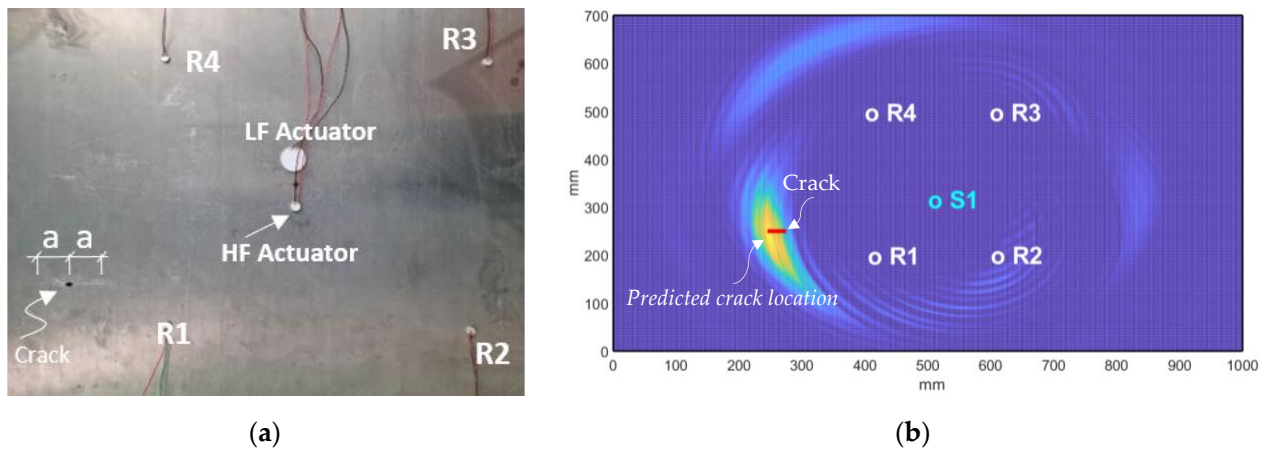 R4
R3
LF Actuator
HF Actuator
a a
Crack
R1
R2
(a)
700
600
500
400
300
200
100
0
mm
R4
R3
Crack
S1
R1
R2
Predicted crack location
0 100 200 300 400 500 600 700 800 900 1000
mm
(b)